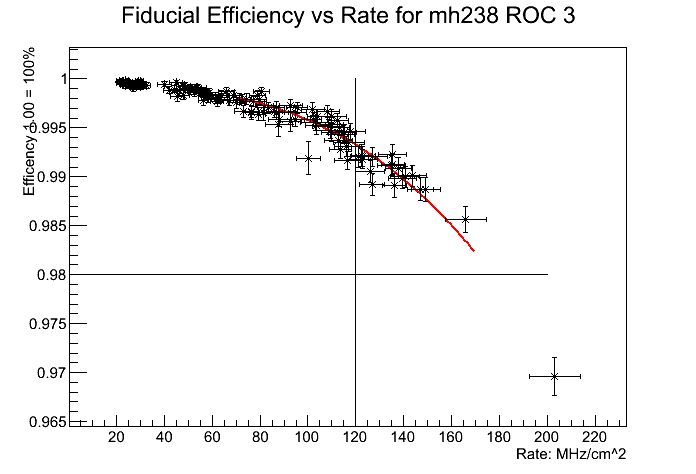 Fiducial Efficiency vs Rate for mh238 ROC 3
Efficency 1.00 = 100%
1
0.995
0.99
0.985
0.98
0.975
0.97
0.965
20 40 60 80 100 120 140 160 180 200 220
Rate: MHz/cm^2